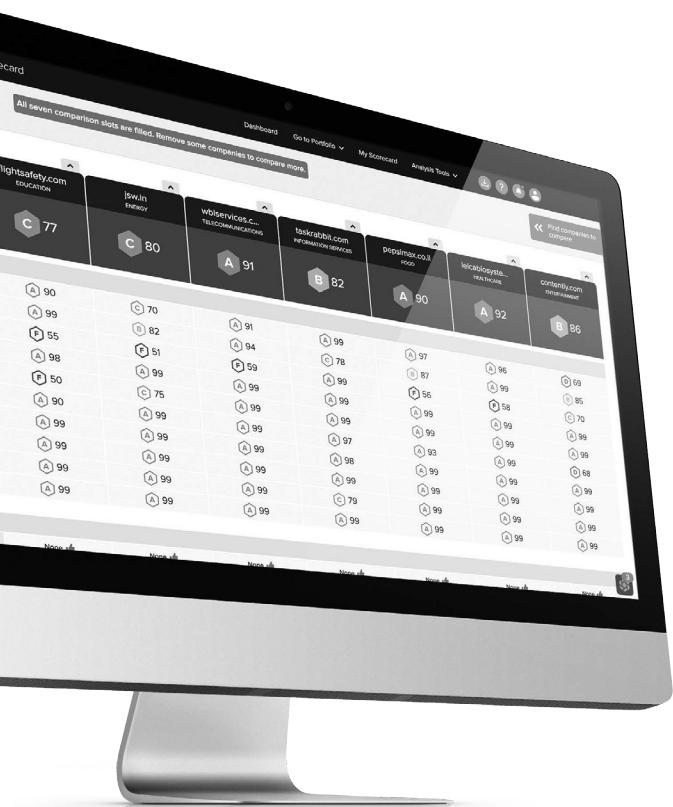 ecard
Dashboard
Go to Portfolio
My Scorecard
Analysis Tools
All seven comparison slots are filled. Remove some companies to compare more.
Find companies to
compare
flightsafety.com
EDUCATION
C 77
jsw.in
ENERGY
C 80
wbiservices.c...
TELECOMMUNICATIONS
A 91
taskrabbit.com
INFORMATION SERVICES
B 82
pepsimax.co.il
FOOD
A 90
leicabiosyste...
HEALTHCARE
A 92
contently.com
ENTERTAINMENT
B 86
A 90 C 70 A 91 A 99 A 97 A 96 D 69
A 99 B 82 A 94 C 78 B 87 A 99 B 85
F 55 F 51 F 59 A 99 F 56 F 58 C 70
A 98 A 99 A 99 A 99 A 99 A 99 A 99
F 50 C 75 A 99 A 99 A 93 A 99 A 99
A 90 A 99 A 99 A 97 A 99 A 99 D 68
A 99 A 99 A 99 A 98 A 99 A 99 A 99
A 99 A 99 A 99 A 99 A 99 A 99 A 99
A 99 A 99 A 99 C 79 A 99 A 99 A 99
A 99 A 99 A 99 A 99 A 99 A 99 A 99
None None None None None None None